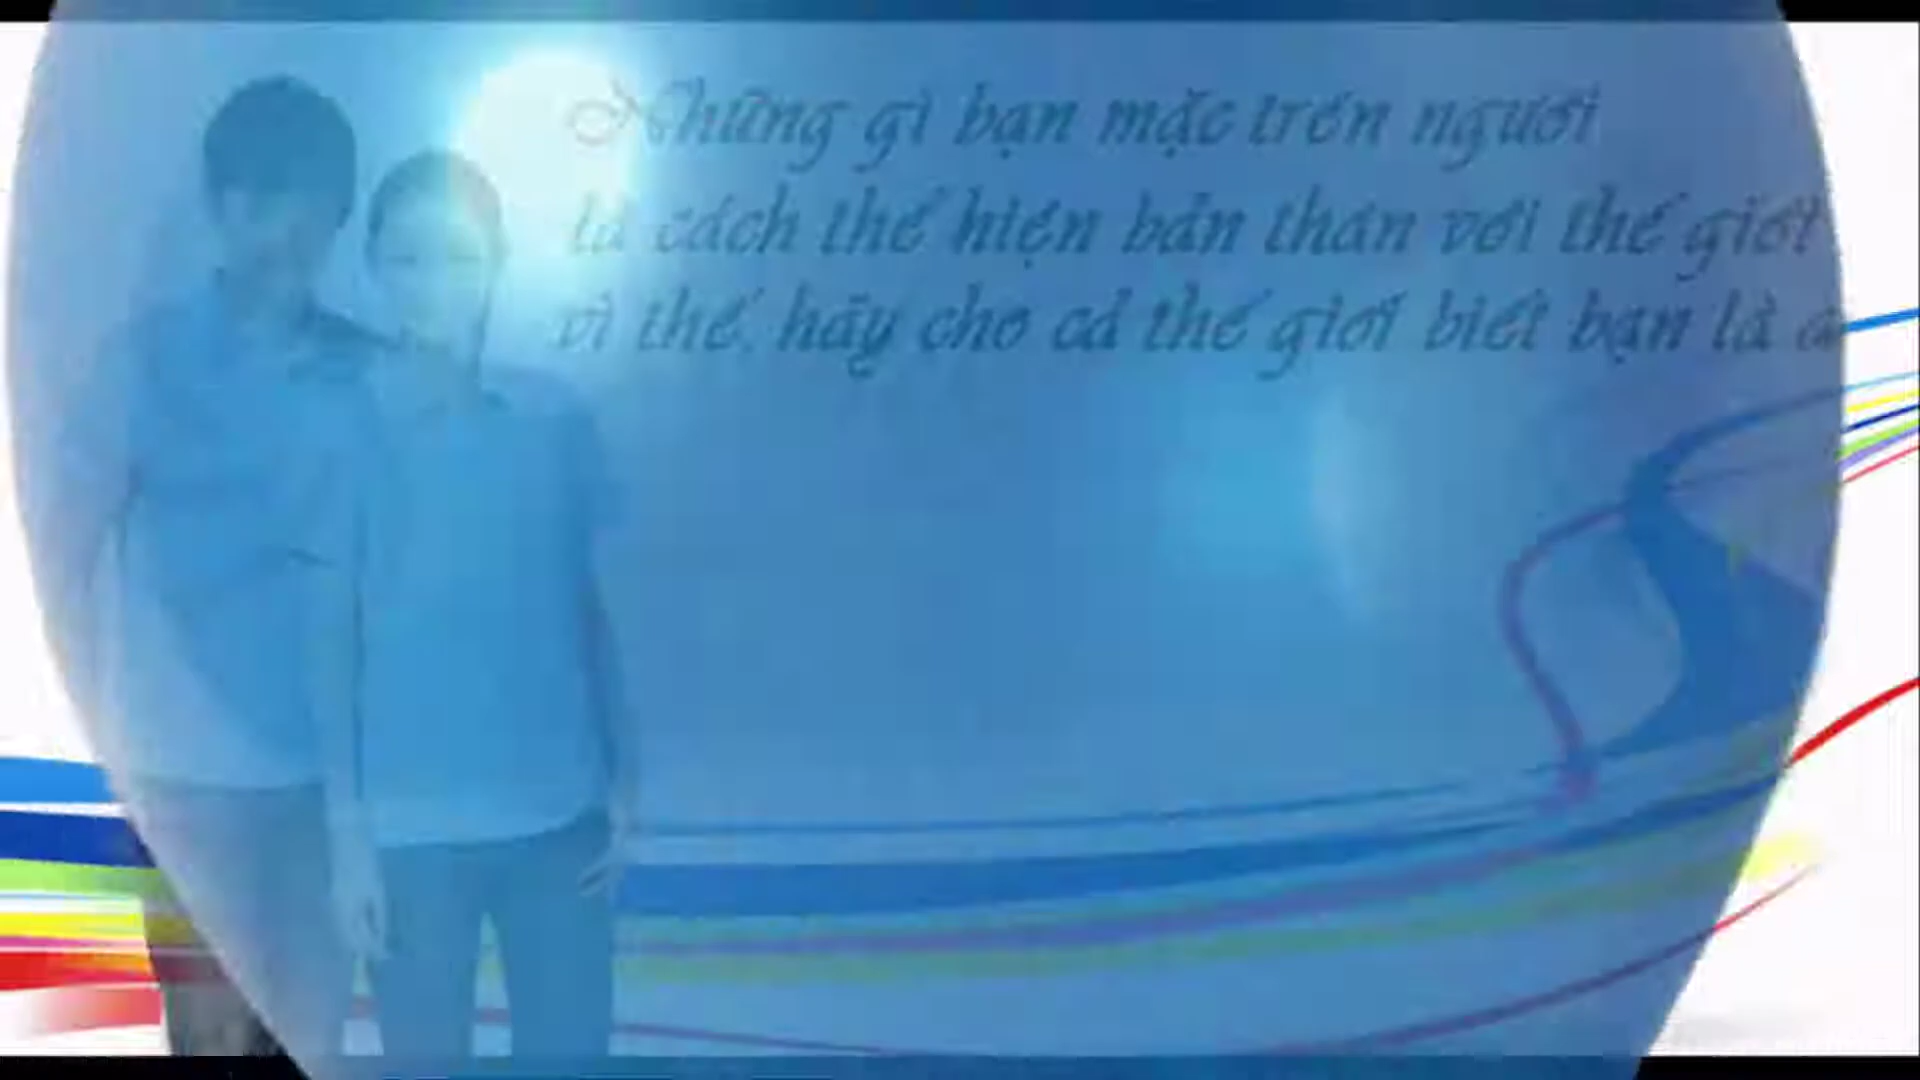 Những gì bạn mặc trên người
là cách thể hiện bản thân với thế giới
vì thế, hãy cho cả thế giới biết bạn là